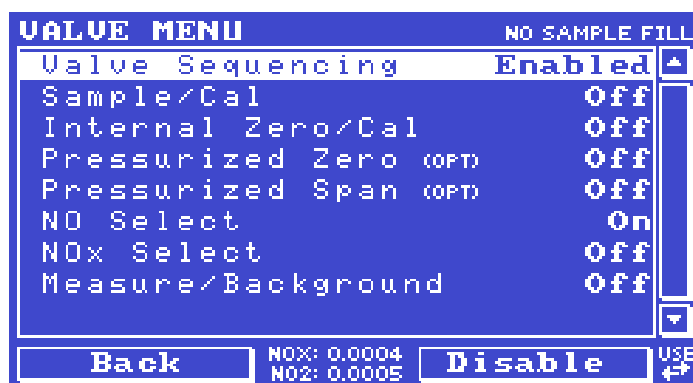 VALVE MENU NO SAMPLE FILL
Valve Sequencing Enabled
Sample/Cal Off
Internal Zero/Cal Off
Pressurized Zero (OPT) Off
Pressurized Span (OPT) Off
NO Select On
NOx Select Off
Measure/Background Off
Back NOX: 0.0004 Disable USE
NO2: 0.0005